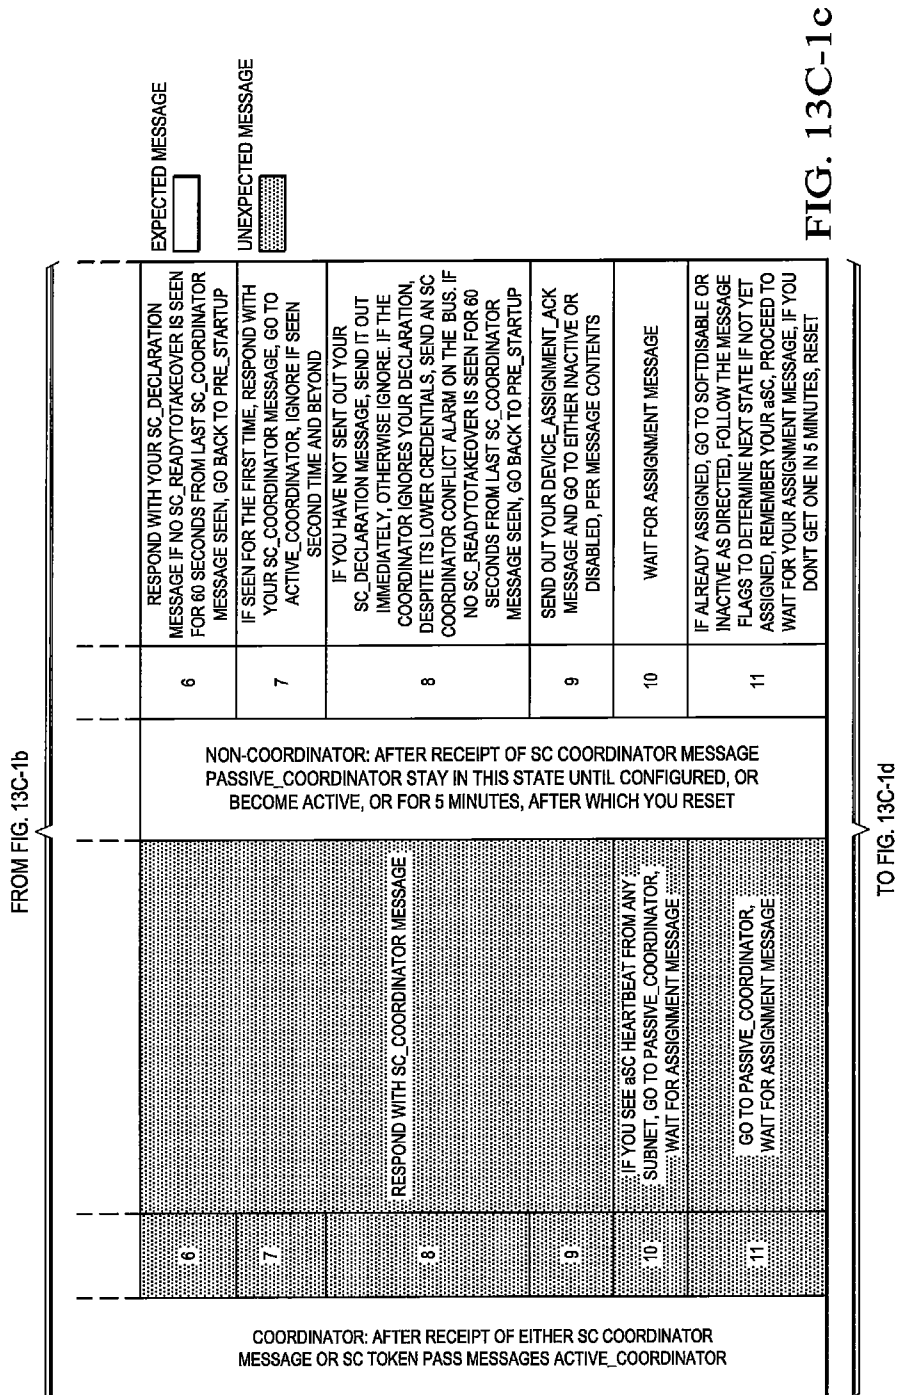 FROM FIG. 13C-1b
COORDINATOR: AFTER RECEIPT OF EITHER SC COORDINATOR
MESSAGE OR SC TOKEN PASS MESSAGES ACTIVE_COORDINATOR
6
7
8
9
10
11
RESPOND WITH SC_COORDINATOR MESSAGE
IF YOU SEE aSC HEARTBEAT FROM ANY
SUBNET, GO TO PASSIVE_COORDINATOR,
WAIT FOR ASSIGNMENT MESSAGE
GO TO PASSIVE_COORDINATOR,
WAIT FOR ASSIGNMENT MESSAGE
NON-COORDINATOR: AFTER RECEIPT OF SC COORDINATOR MESSAGE
PASSIVE_COORDINATOR STAY IN THIS STATE UNTIL CONFIGURED, OR
BECOME ACTIVE, OR FOR 5 MINUTES, AFTER WHICH YOU RESET
6
RESPOND WITH YOUR SC_DECLARATION
MESSAGE IF NO SC_READYTOTAKEOVER IS SEEN
FOR 60 SECONDS FROM LAST SC_COORDINATOR
MESSAGE SEEN, GO BACK TO PRE_STARTUP
7
IF SEEN FOR THE FIRST TIME, RESPOND WITH
YOUR SC_COORDINATOR MESSAGE, GO TO
ACTIVE_COORDINATOR, IGNORE IF SEEN
SECOND TIME AND BEYOND
8
IF YOU HAVE NOT SENT OUT YOUR
SC_DECLARATION MESSAGE, SEND IT OUT
IMMEDIATELY, OTHERWISE IGNORE. IF THE
COORDINATOR IGNORES YOUR DECLARATION,
DESPITE ITS LOWER CREDENTIALS, SEND AN SC
COORDINATOR CONFLICT ALARM ON THE BUS. IF
NO SC_READYTOTAKEOVER IS SEEN FOR 60
SECONDS FROM LAST SC_COORDINATOR
MESSAGE SEEN, GO BACK TO PRE_STARTUP
9
SEND OUT YOUR DEVICE_ASSIGNMENT_ACK
MESSAGE AND GO TO EITHER INACTIVE OR
DISABLED, PER MESSAGE CONTENTS
10
WAIT FOR ASSIGNMENT MESSAGE
11
IF ALREADY ASSIGNED, GO TO SOFTDISABLE OR
INACTIVE AS DIRECTED, FOLLOW THE MESSAGE
FLAGS TO DETERMINE NEXT STATE IF NOT YET
ASSIGNED, REMEMBER YOUR aSC, PROCEED TO
WAIT FOR YOUR ASSIGNMENT MESSAGE, IF YOU
DON'T GET ONE IN 5 MINUTES, RESET
EXPECTED MESSAGE
UNEXPECTED MESSAGE
TO FIG. 13C-1d
FIG. 13C-1c